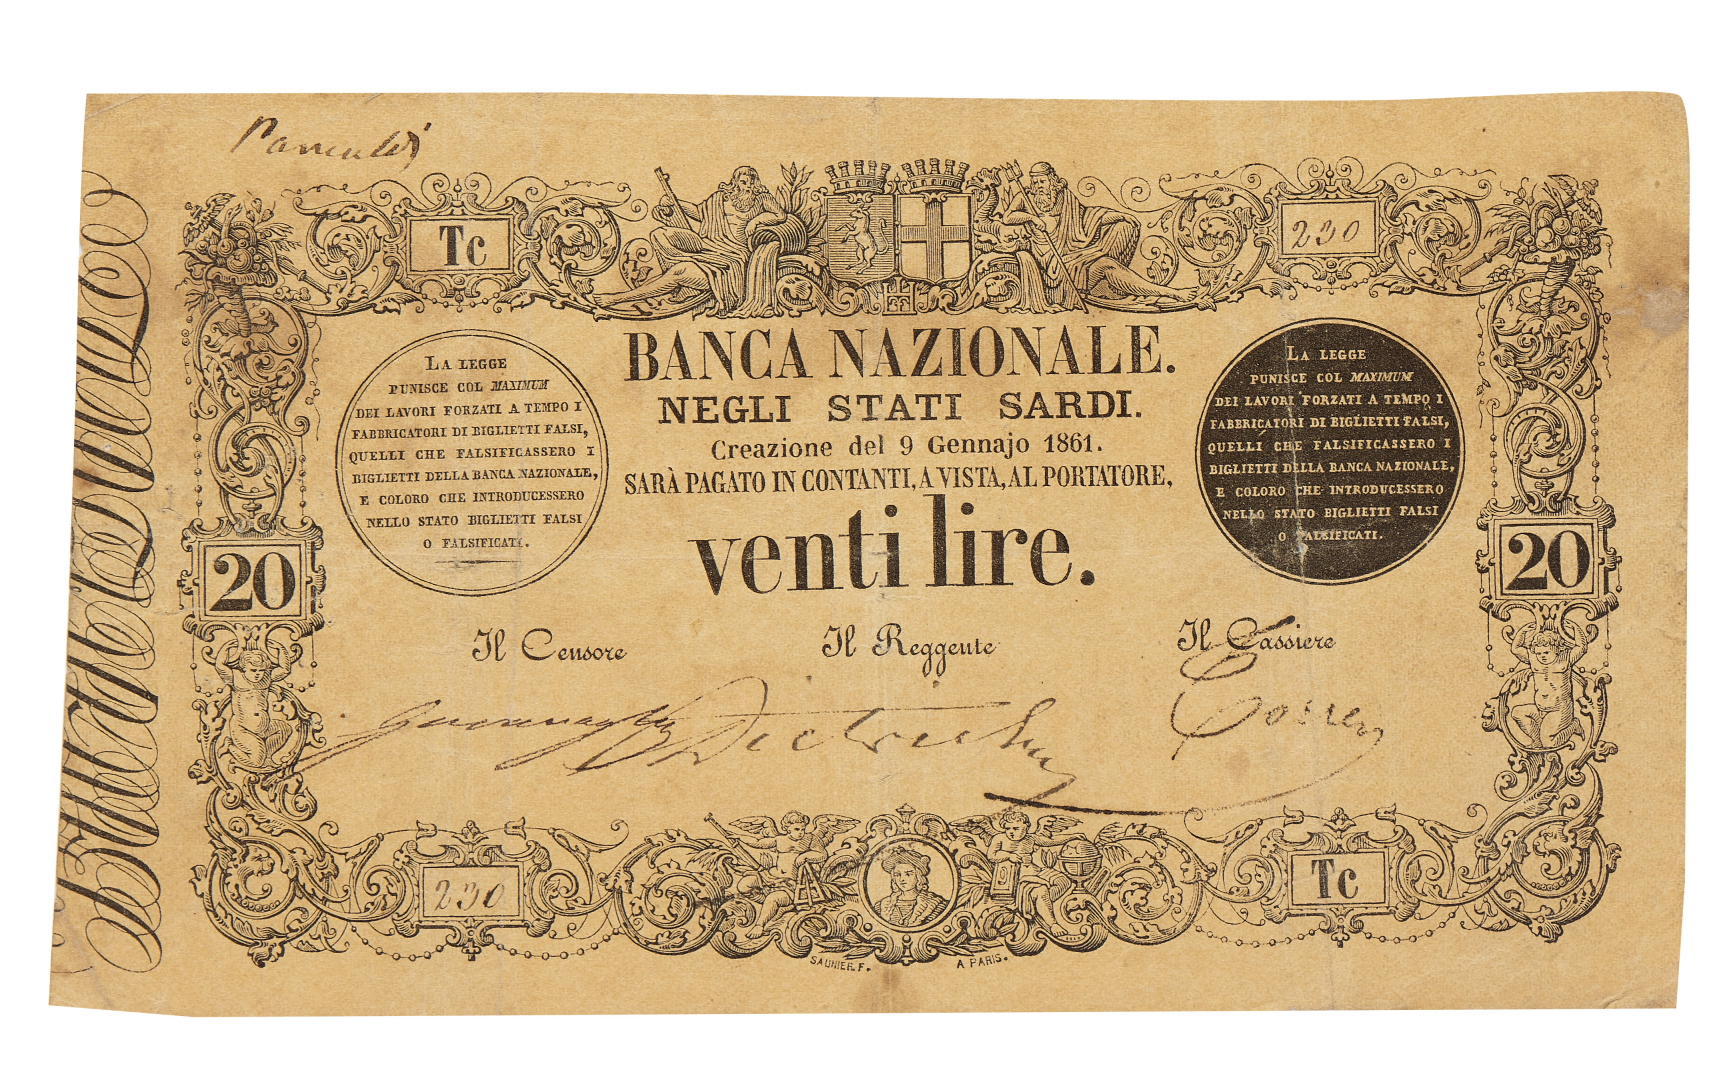 Tc
230
BANCA NAZIONALE.
NEGLI STATI SARDI.
Creazione del 9 Gennajo 1861.
SARÀ PAGATO IN CONTANTI, A VISTA, AL PORTATORE,
venti lire.
LA LEGGE
PUNISCE COL MAXIMUM
DEI LAVORI FORZATI A TEMPO I
FABBRICATORI DI BIGLIETTI FALSI,
QUELLI CHE FALSIFICASSERO I
BIGLIETTI DELLA BANCA NAZIONALE,
E COLORO CHE INTRODUCESSERO
NELLO STATO BIGLIETTI FALSI
O FALSIFICATI.
LA LEGGE
PUNISCE COL MAXIMUM
DEI LAVORI FORZATI A TEMPO I
FABBRICATORI DI BIGLIETTI FALSI,
QUELLI CHE FALSIFICASSERO I
BIGLIETTI DELLA BANCA NAZIONALE,
E COLORO CHE INTRODUCESSERO
NELLO STATO BIGLIETTI FALSI
O FALSIFICATI.
20
20
Il Censore
Il Reggente
Il Cassiere
230
Tc
SAUNIER. F.
A PARIS.